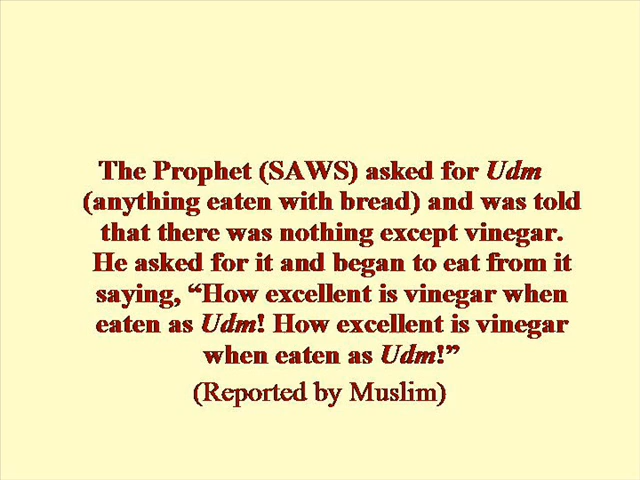 The Prophet (SAWS) asked for Udm
(anything eaten with bread) and was told
that there was nothing except vinegar.
He asked for it and began to eat from it
saying, “How excellent is vinegar when
eaten as Udm! How excellent is vinegar
when eaten as Udm!”
(Reported by Muslim)